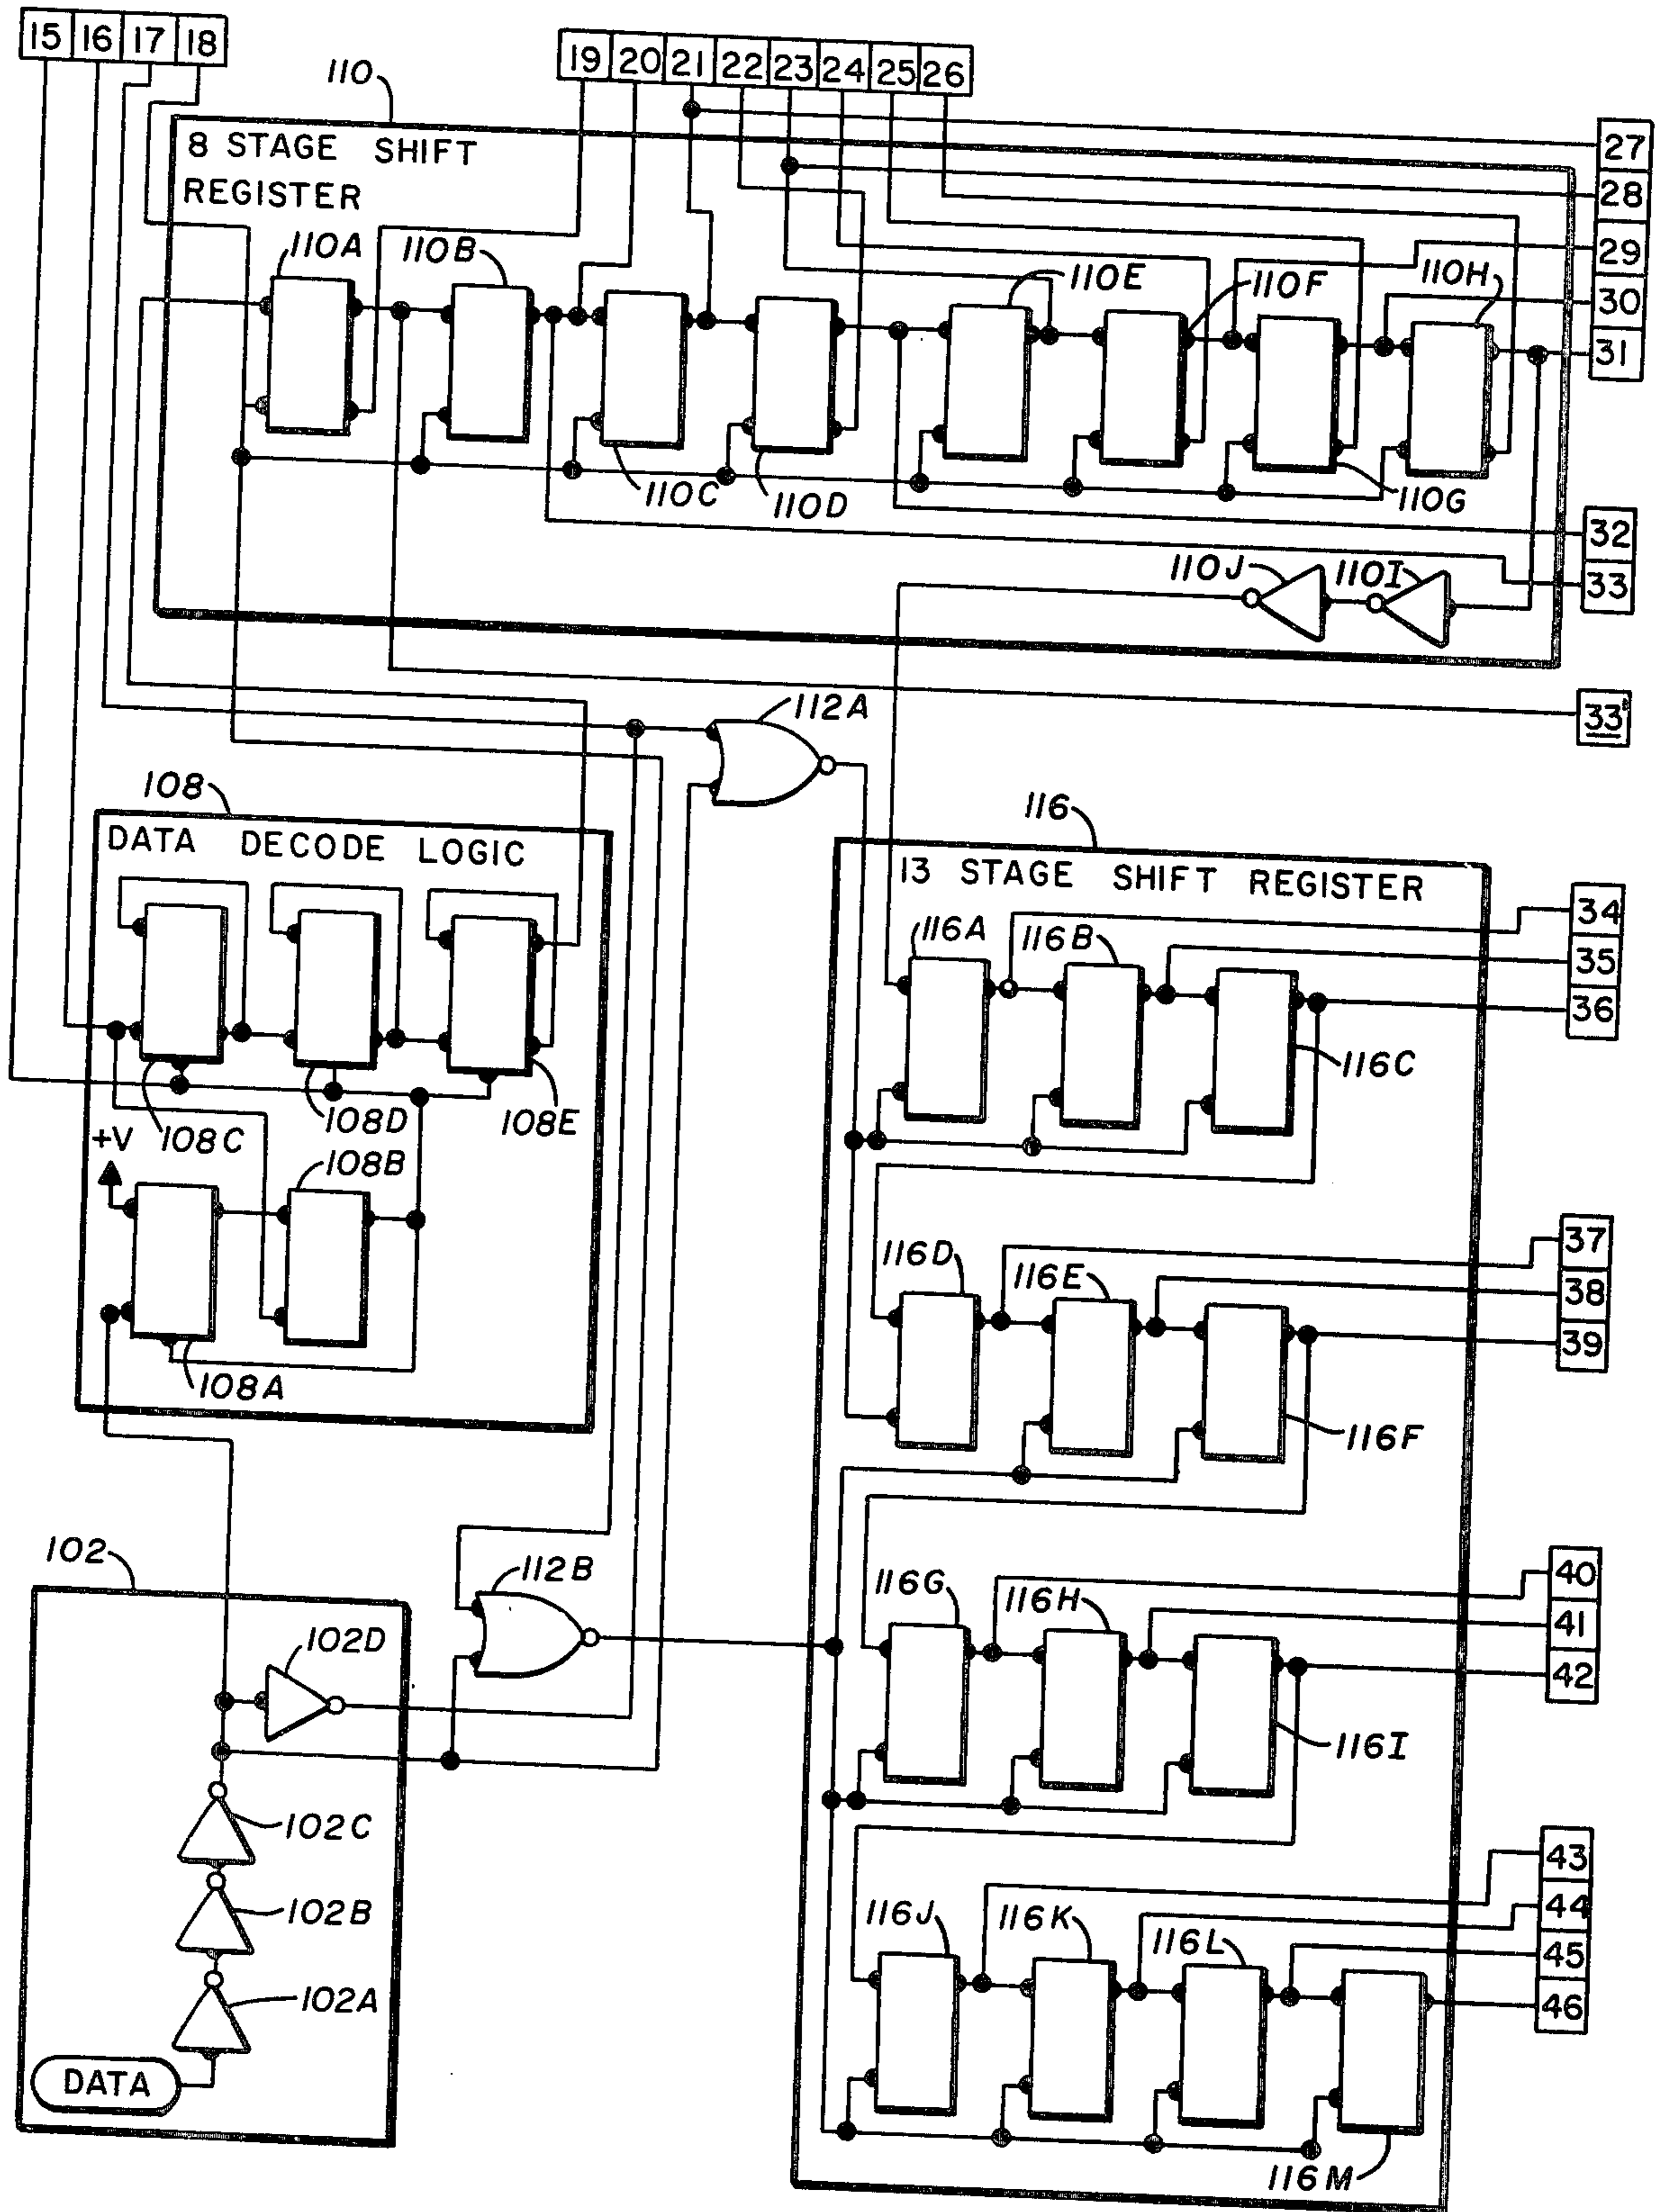 15 16 17 18
19 20 21 22 23 24 25 26
110
8 STAGE SHIFT
REGISTER
27
28
29
30
31
110A
110B
110E
110F
110H
110C
110D
110G
32
33
110J
110I
33'
112A
108
DATA DECODE LOGIC
116
13 STAGE SHIFT REGISTER
34
35
36
116A
116B
116C
108C
108D
108E
+V
108B
108A
37
38
39
116D
116E
116F
102
112B
102D
40
41
42
116G
116H
116I
102C
102B
102A
DATA
43
44
45
46
116J
116K
116L
116M